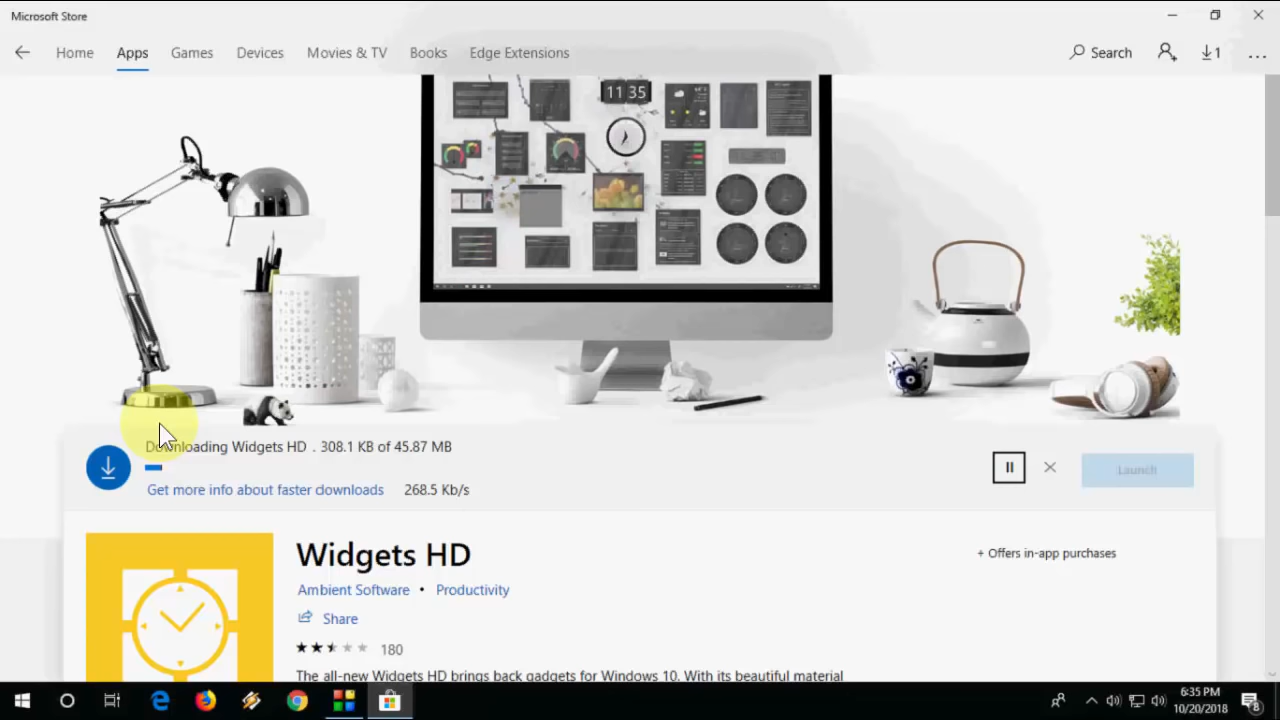 Microsoft Store
Home Apps Games Devices Movies & TV Books Edge Extensions Search 1 ...
11 35
Downloading Widgets HD . 308.1 KB of 45.87 MB
Get more info about faster downloads 268.5 Kb/s
Launch
Widgets HD
+ Offers in-app purchases
Ambient Software • Productivity
Share
180
The all-new Widgets HD brings back gadgets for Windows 10. With its beautiful material
6:35 PM
10/20/2018
8